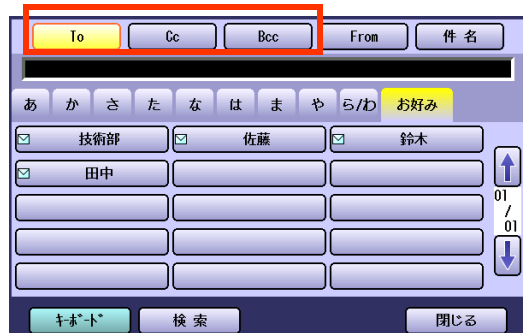 To Cc Bcc From 件 名
あ か さ た な は ま や ら/わ お好み
技術部 佐藤 鈴木
田中
01
/
01
ｷｰﾎﾞｰﾄﾞ 検 索 閉じる